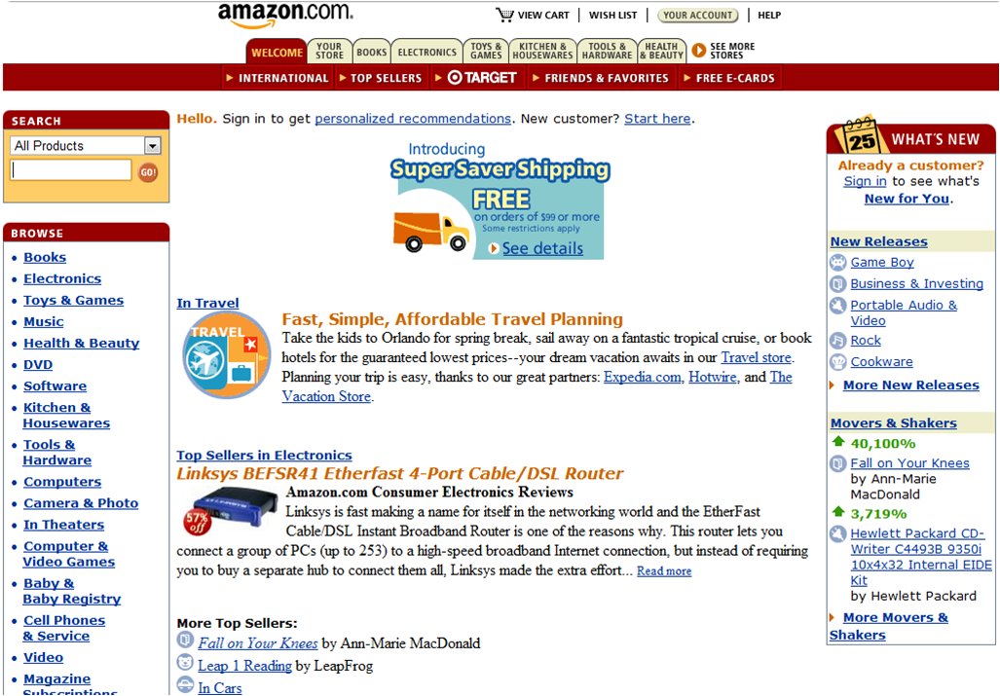 amazon.com.
VIEW CART
WISH LIST
YOUR ACCOUNT
HELP
WELCOME
YOUR
STORE
BOOKS
ELECTRONICS
TOYS &
GAMES
KITCHEN &
HOUSEWARES
TOOLS &
HARDWARE
HEALTH
& BEAUTY
SEE MORE
STORES
INTERNATIONAL
TOP SELLERS
TARGET
FRIENDS & FAVORITES
FREE E-CARDS
SEARCH
All Products
GO!
BROWSE
Books
Electronics
Toys & Games
Music
Health & Beauty
DVD
Software
Kitchen &
Housewares
Tools &
Hardware
Computers
Camera & Photo
In Theaters
Computer &
Video Games
Baby &
Baby Registry
Cell Phones
& Service
Video
Magazine
Subscriptions
Hello. Sign in to get personalized recommendations. New customer? Start here.
Introducing
Super Saver Shipping
FREE
on orders of $99 or more
Some restrictions apply
See details
In Travel
TRAVEL
Fast, Simple, Affordable Travel Planning
Take the kids to Orlando for spring break, sail away on a fantastic tropical cruise, or book
hotels for the guaranteed lowest prices--your dream vacation awaits in our Travel store.
Planning your trip is easy, thanks to our great partners: Expedia.com, Hotwire, and The
Vacation Store.
Top Sellers in Electronics
Linksys BEFSR41 Etherfast 4-Port Cable/DSL Router
57%
off
Amazon.com Consumer Electronics Reviews
Linksys is fast making a name for itself in the networking world and the EtherFast
Cable/DSL Instant Broadband Router is one of the reasons why. This router lets you
connect a group of PCs (up to 253) to a high-speed broadband Internet connection, but instead of requiring
you to buy a separate hub to connect them all, Linksys made the extra effort... Read more
More Top Sellers:
Fall on Your Knees by Ann-Marie MacDonald
Leap 1 Reading by LeapFrog
In Cars
25
WHAT'S NEW
Already a customer?
Sign in to see what's
New for You.
New Releases
Game Boy
Business & Investing
Portable Audio &
Video
Rock
Cookware
More New Releases
Movers & Shakers
40,100%
Fall on Your Knees
by Ann-Marie
MacDonald
3,719%
Hewlett Packard CD-
Writer C4493B 9350i
10x4x32 Internal EIDE
Kit
by Hewlett Packard
More Movers &
Shakers